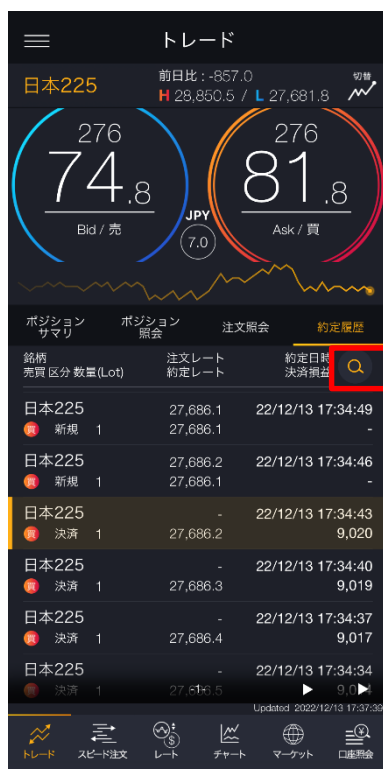 トレード
日本225
前日比 : -857.0
H 28,850.5 / L 27,681.8
切替
276
74.8
Bid / 売
JPY
7.0
276
81.8
Ask / 買
ポジション
サマリ
ポジション
照会
注文照会
約定履歴
銘柄
売買 区分 数量(Lot)
注文レート
約定レート
約定日時
決済損益
日本225 27,686.1 22/12/13 17:34:49
買 新規 1 27,686.1 -
日本225 27,686.2 22/12/13 17:34:46
買 新規 1 27,686.1 -
日本225 - 22/12/13 17:34:43
買 決済 1 27,686.2 9,020
日本225 - 22/12/13 17:34:40
買 決済 1 27,686.3 9,019
日本225 - 22/12/13 17:34:37
買 決済 1 27,686.4 9,017
日本225 - 22/12/13 17:34:34
買 決済 1
Updated 2022/12/13 17:37:39
トレード スピード注文 レート チャート マーケット 口座照会